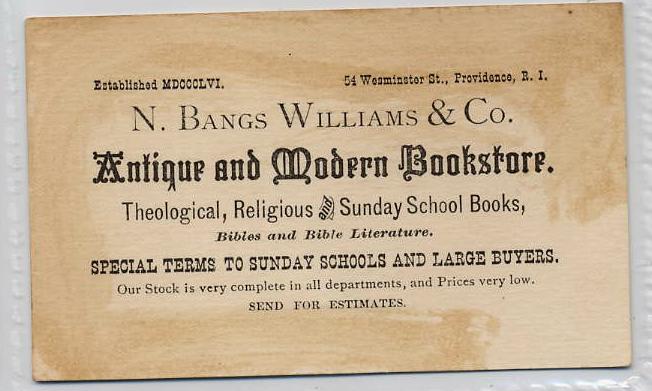 Established MDCCCLVI. 54 Wesminster St., Providence, R. I.
N. BANGS WILLIAMS & CO.
Antique and Modern Bookstore.
Theological, Religious and Sunday School Books,
Bibles and Bible Literature.
SPECIAL TERMS TO SUNDAY SCHOOLS AND LARGE BUYERS.
Our Stock is very complete in all departments, and Prices very low.
SEND FOR ESTIMATES.